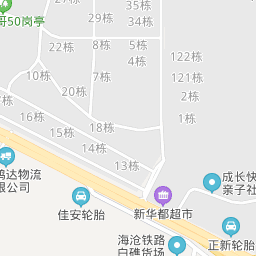 哥50岗亭
35栋
34栋
29栋
22栋
8栋
5栋
4栋
122栋
10栋
7栋
121栋
20栋
2栋
16栋
15栋
18栋
1栋
14栋
13栋
鸿达物流
限公司
佳安轮胎
新华都超市
成长快
亲子社
海沧铁路
白礁货场
正新轮胎